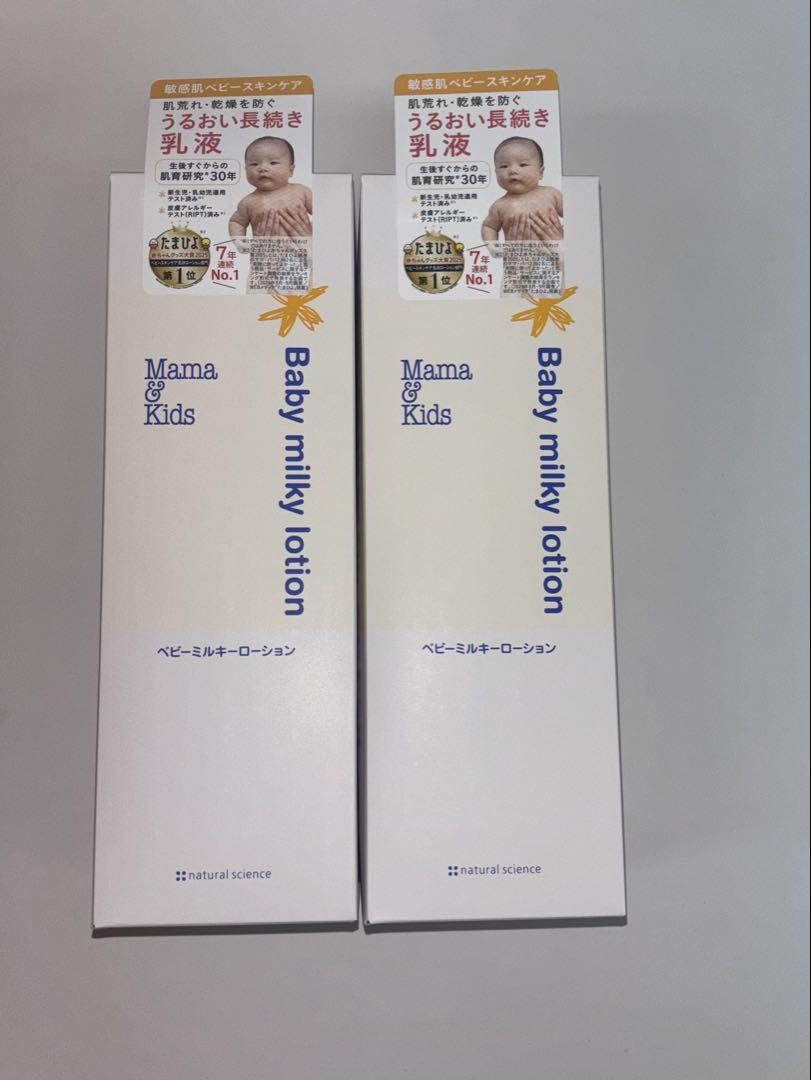 敏感肌ベビースキンケア
肌荒れ・乾燥を防ぐ
うるおい長続き
乳液
生後すぐからの
肌育研究※30年
新生児・乳幼児連用
テスト済み
皮膚アレルギー
テスト(RIPT)済み
たまひよ
赤ちゃんグッズ大賞2025
第1位
7年
連続
No.1
Mama
&
Kids
Baby milky lotion
ベビーミルキーローション
natural science
敏感肌ベビースキンケア
肌荒れ・乾燥を防ぐ
うるおい長続き
乳液
生後すぐからの
肌育研究※30年
新生児・乳幼児連用
テスト済み
皮膚アレルギー
テスト(RIPT)済み
たまひよ
赤ちゃんグッズ大賞2025
第1位
7年
連続
No.1
Mama
&
Kids
Baby milky lotion
ベビーミルキーローション
natural science